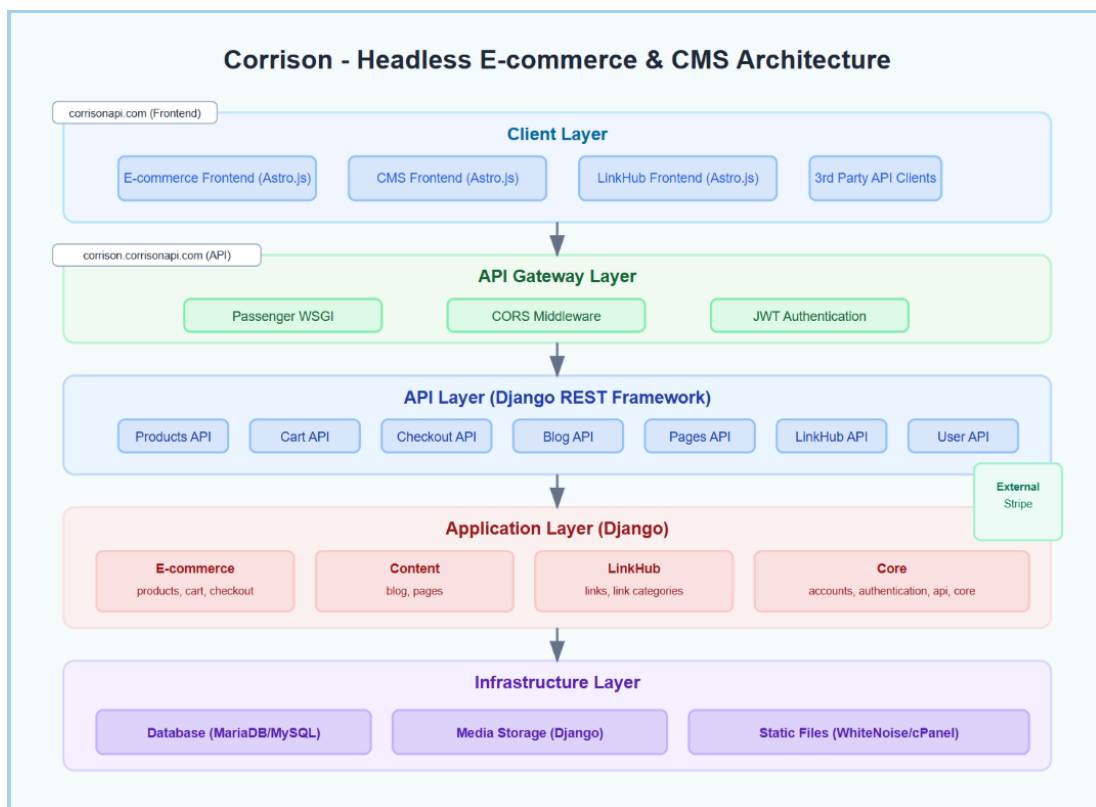 Corrison - Headless E-commerce & CMS Architecture
corrisonapi.com (Frontend)
Client Layer
E-commerce Frontend (Astro.js)
CMS Frontend (Astro.js)
LinkHub Frontend (Astro.js)
3rd Party API Clients
corrison.corrisonapi.com (API)
API Gateway Layer
Passenger WSGI
CORS Middleware
JWT Authentication
API Layer (Django REST Framework)
Products API
Cart API
Checkout API
Blog API
Pages API
LinkHub API
User API
External
Stripe
Application Layer (Django)
E-commerce
products, cart, checkout
Content
blog, pages
LinkHub
links, link categories
Core
accounts, authentication, api, core
Infrastructure Layer
Database (MariaDB/MySQL)
Media Storage (Django)
Static Files (WhiteNoise/cPanel)